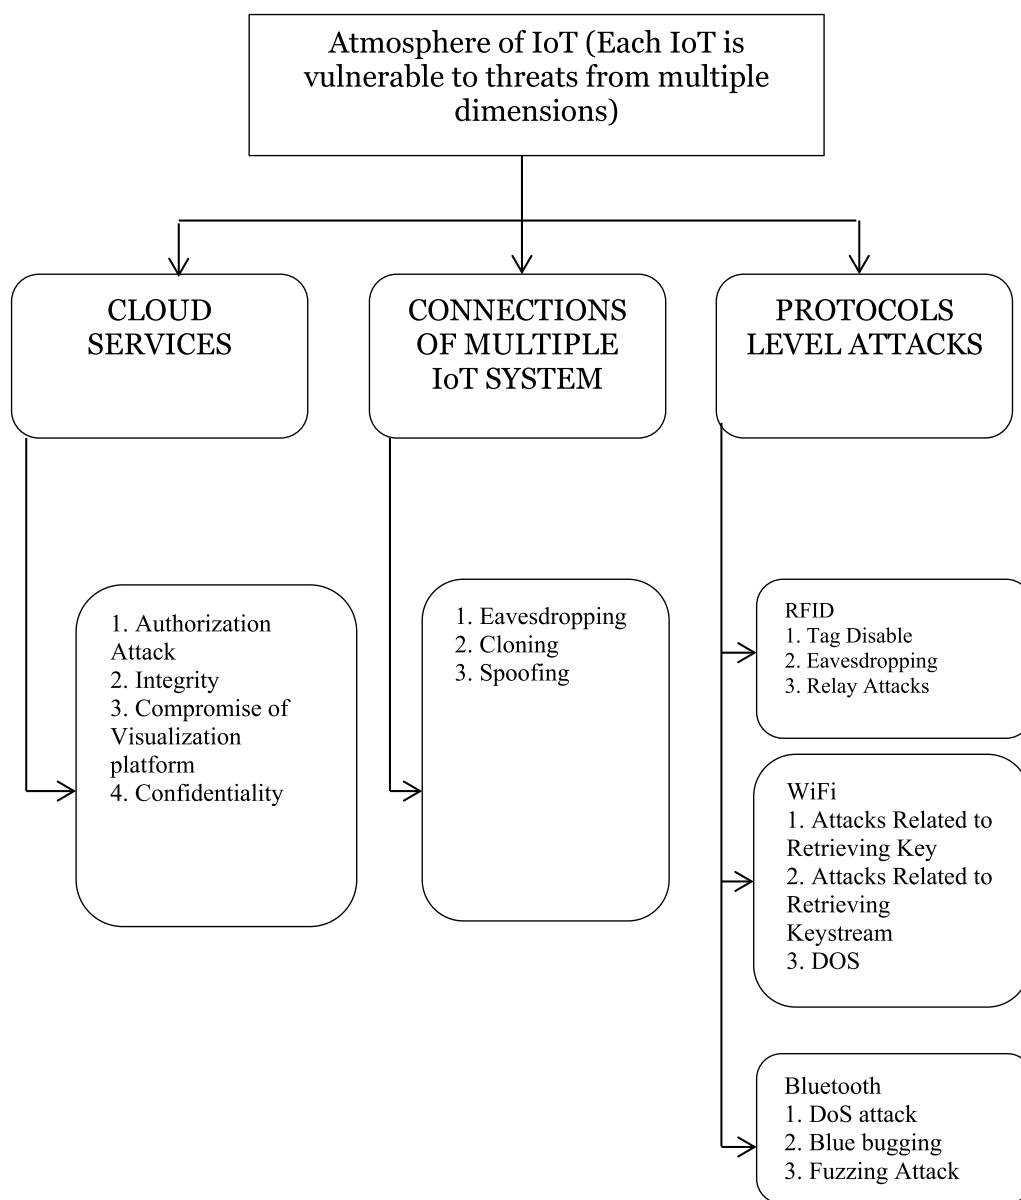 Atmosphere of IoT (Each IoT is
vulnerable to threats from multiple
dimensions)
CLOUD
SERVICES
CONNECTIONS
OF MULTIPLE
IoT SYSTEM
PROTOCOLS
LEVEL ATTACKS
1. Authorization
Attack
2. Integrity
3. Compromise of
Visualization
platform
4. Confidentiality
1. Eavesdropping
2. Cloning
3. Spoofing
RFID
1. Tag Disable
2. Eavesdropping
3. Relay Attacks
WiFi
1. Attacks Related to
Retrieving Key
2. Attacks Related to
Retrieving
Keystream
3. DOS
Bluetooth
1. DoS attack
2. Blue bugging
3. Fuzzing Attack